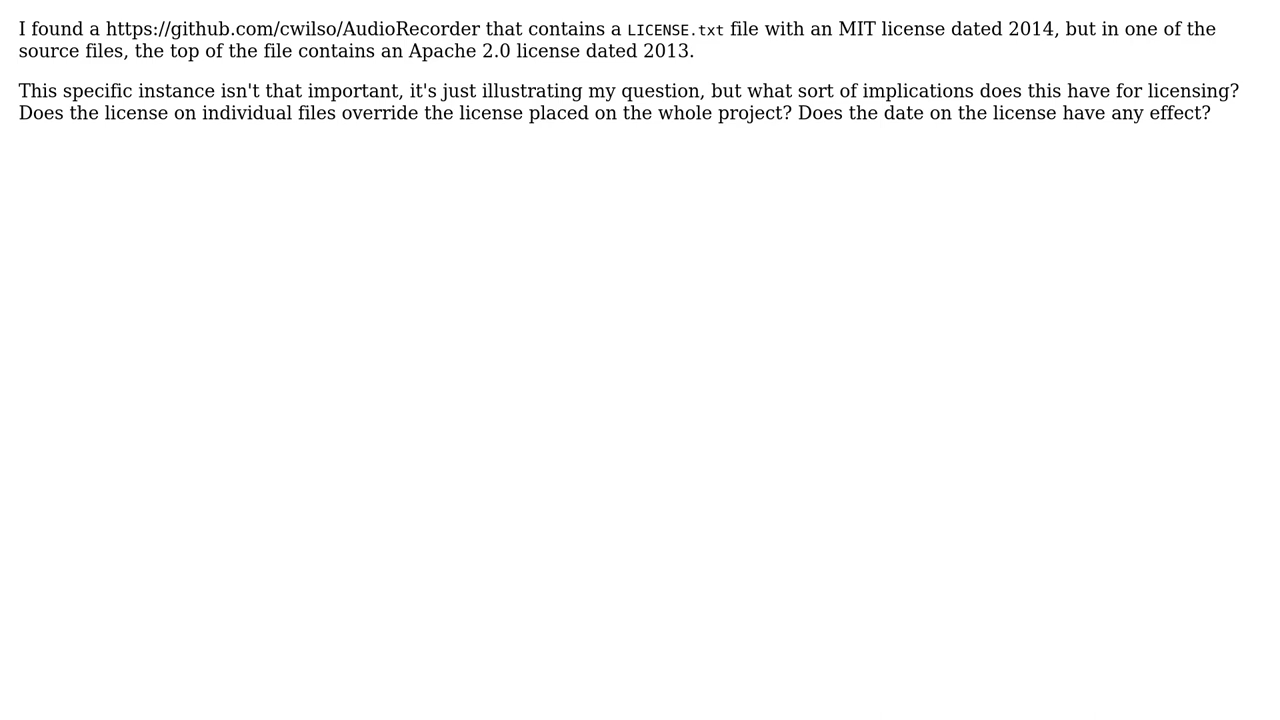 I found a https://github.com/cwilso/AudioRecorder that contains a LICENSE.txt file with an MIT license dated 2014, but in one of the
source files, the top of the file contains an Apache 2.0 license dated 2013.
This specific instance isn't that important, it's just illustrating my question, but what sort of implications does this have for licensing?
Does the license on individual files override the license placed on the whole project? Does the date on the license have any effect?